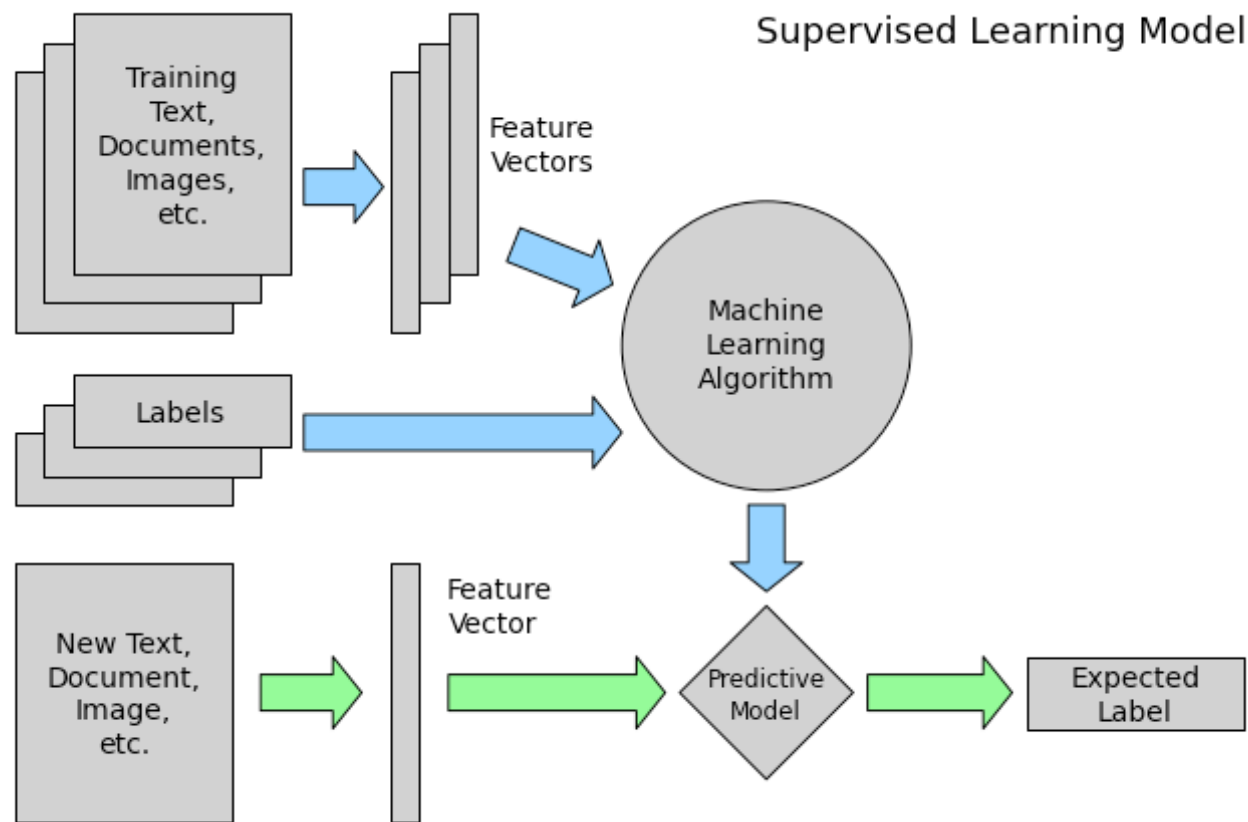 Supervised Learning Model
Training
Text,
Documents,
Images,
etc.
Feature
Vectors
Machine
Learning
Algorithm
Labels
New Text,
Document,
Image,
etc.
Feature
Vector
Predictive
Model
Expected
Label